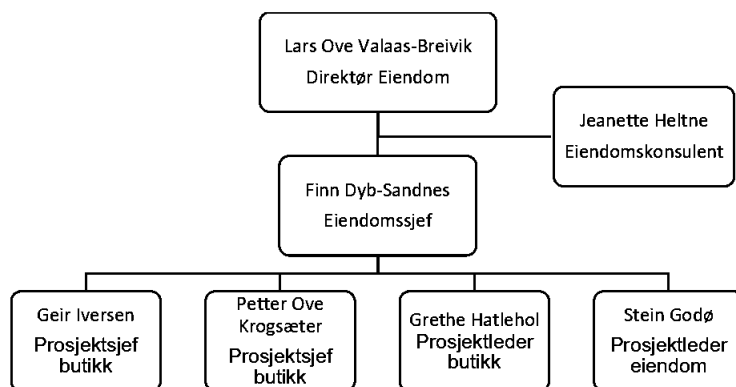 Lars Ove Valaas-Breivik
Direktør Eiendom
Jeanette Heltne
Eiendomskonsulent
Finn Dyb-Sandnes
Eiendomssjef
Geir Iversen
Prosjektsjef
butikk
Petter Ove
Krogsæter
Prosjektsjef
butikk
Grethe Hatlehol
Prosjektleder
butikk
Stein Godø
Prosjektleder
eiendom